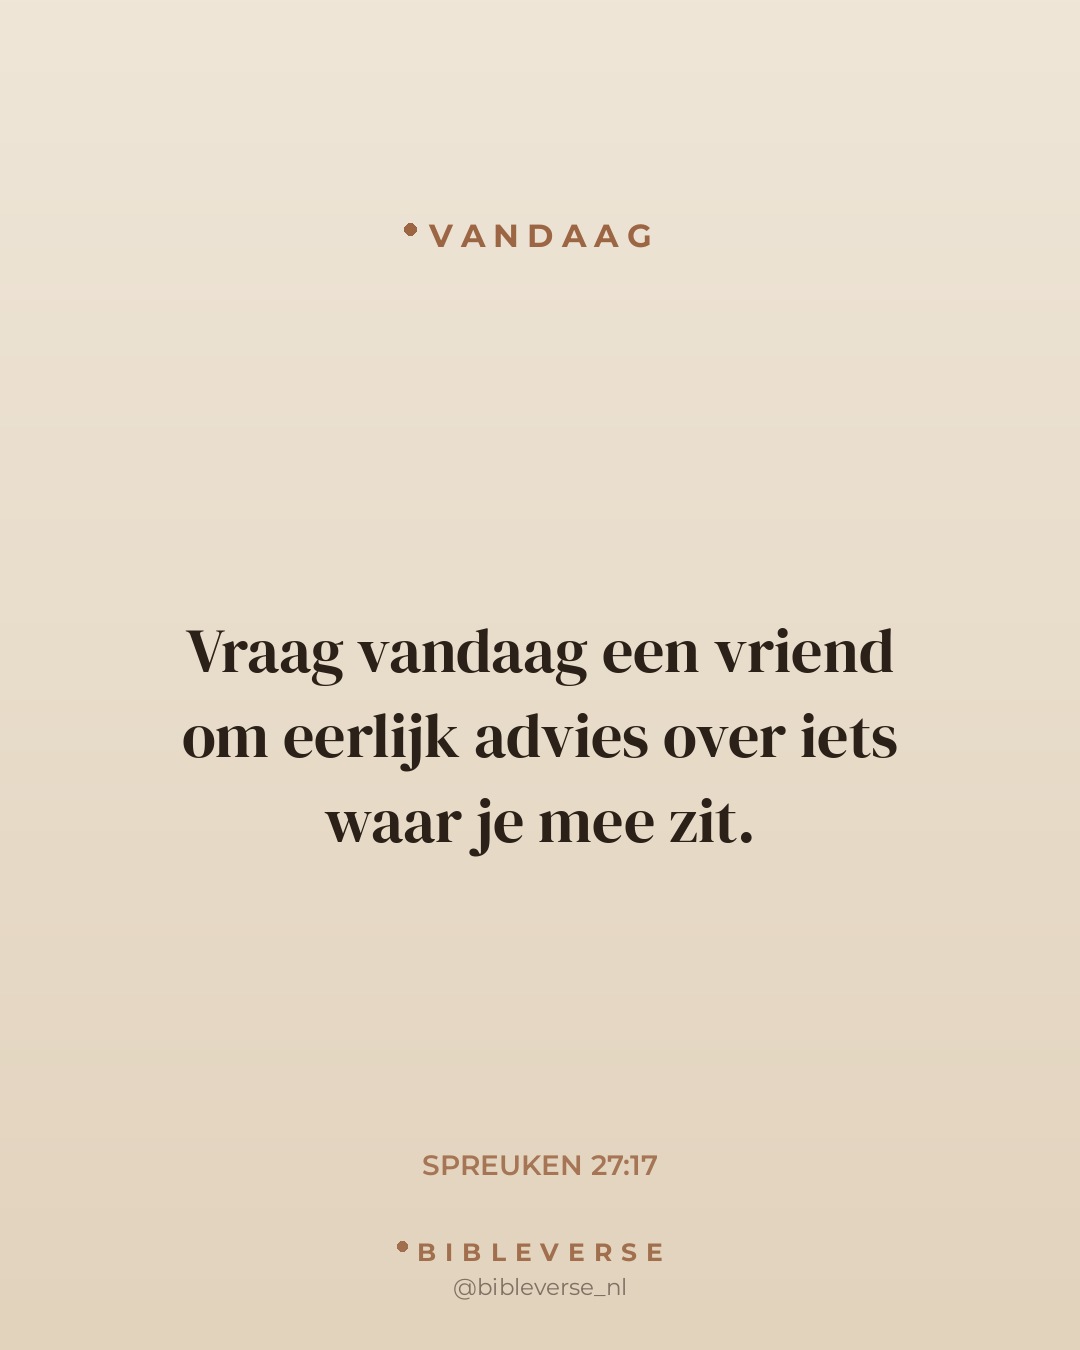 VANDAAG
Vraag vandaag een vriend
om eerlijk advies over iets
waar je mee zit.
SPREUKEN 27:17
BIBLEVERSE
@bibleverse_nl